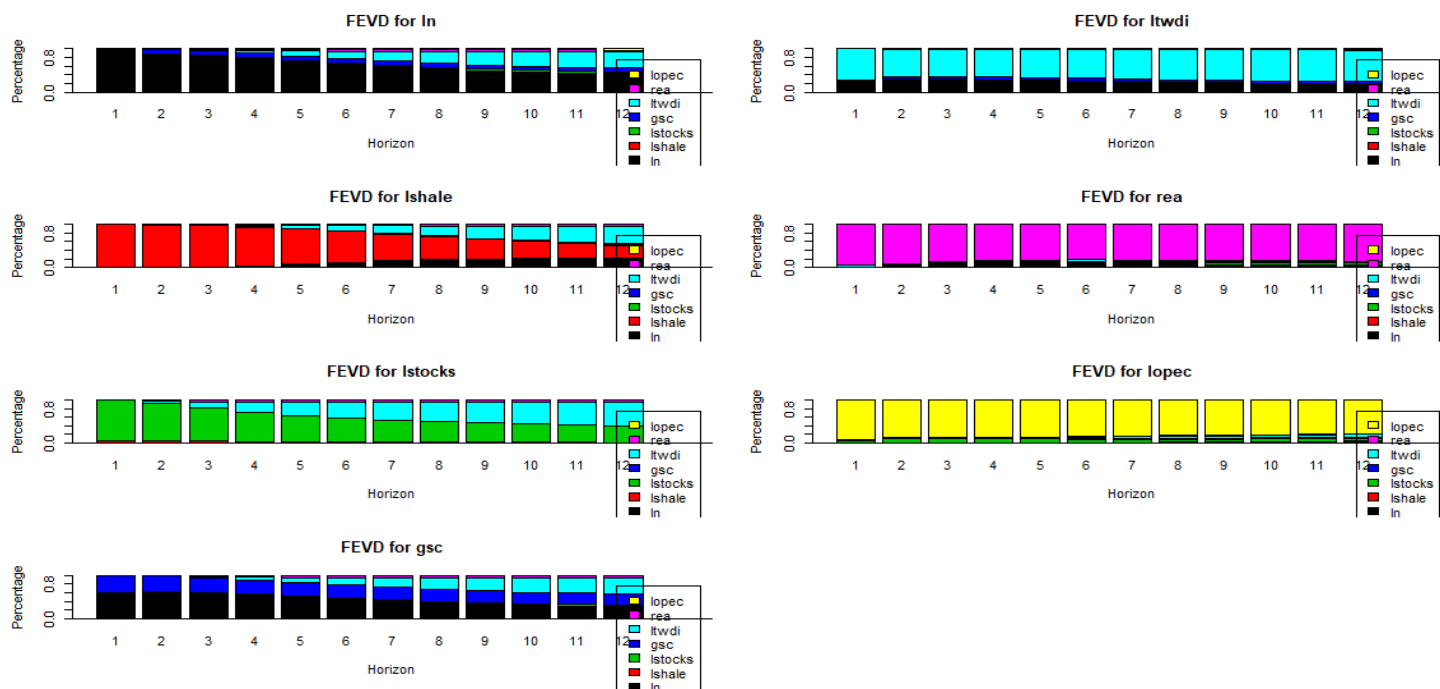 FEVD for ln
Percentage
0.8
0.0
1 2 3 4 5 6 7 8 9 10 11 12
Horizon
lopec
rea
ltwdi
gsc
lstocks
lshale
ln
FEVD for lshale
Percentage
0.8
0.0
1 2 3 4 5 6 7 8 9 10 11 12
Horizon
lopec
rea
ltwdi
gsc
lstocks
lshale
ln
FEVD for lstocks
Percentage
0.8
0.0
1 2 3 4 5 6 7 8 9 10 11 12
Horizon
lopec
rea
ltwdi
gsc
lstocks
lshale
ln
FEVD for gsc
Percentage
0.8
0.0
1 2 3 4 5 6 7 8 9 10 11 12
Horizon
lopec
rea
ltwdi
gsc
lstocks
lshale
ln
FEVD for ltwdi
Percentage
0.8
0.0
1 2 3 4 5 6 7 8 9 10 11 12
Horizon
lopec
rea
ltwdi
gsc
lstocks
lshale
ln
FEVD for rea
Percentage
0.8
0.0
1 2 3 4 5 6 7 8 9 10 11 12
Horizon
lopec
rea
ltwdi
gsc
lstocks
lshale
ln
FEVD for lopec
Percentage
0.8
0.0
1 2 3 4 5 6 7 8 9 10 11 12
Horizon
lopec
rea
ltwdi
gsc
lstocks
lshale
ln